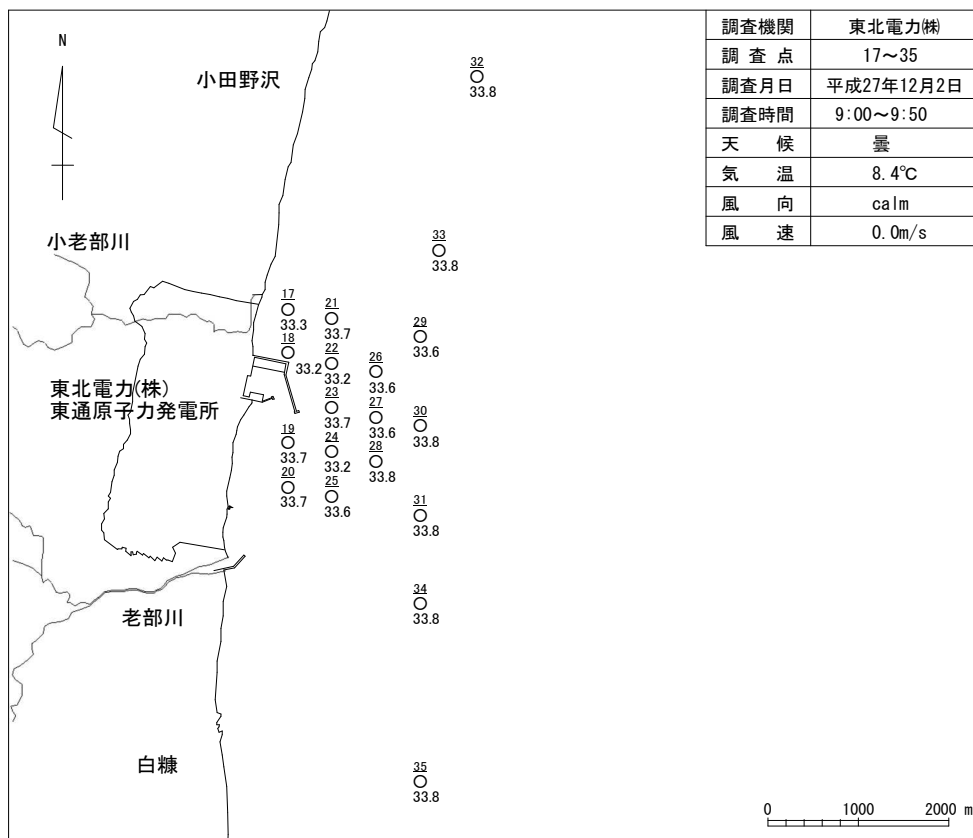 調査機関 東北電力㈱
調査点 17～35
調査月日 平成27年12月2日
調査時間 9:00～9:50
天候 曇
気温 8.4℃
風向 calm
風速 0.0m/s
N
小田野沢
32
33.8
小老部川
33
33.8
17
33.3
21
33.7
18
33.2
22
33.2
29
33.6
26
33.6
東北電力(株)
東通原子力発電所
23
33.7
27
33.6
30
33.8
19
33.7
24
33.2
28
33.8
20
33.7
25
33.6
31
33.8
34
33.8
老部川
白糠
35
33.8
0 1000 2000 m